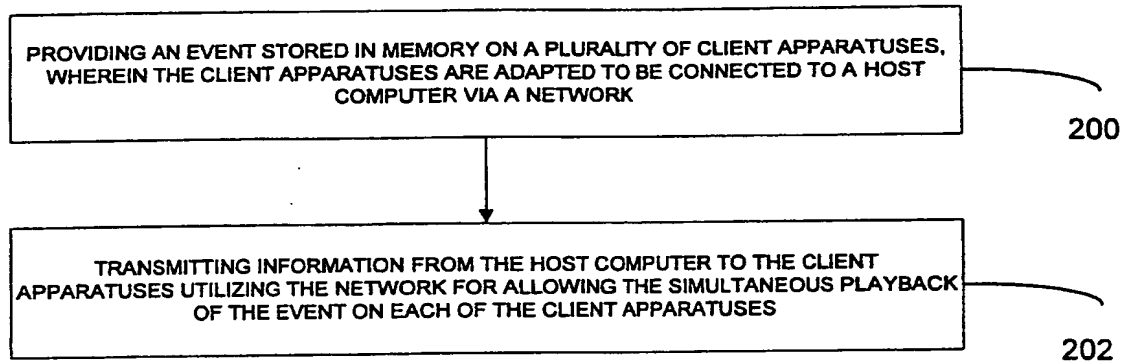 PROVIDING AN EVENT STORED IN MEMORY ON A PLURALITY OF CLIENT APPARATUSES,
WHEREIN THE CLIENT APPARATUSES ARE ADAPTED TO BE CONNECTED TO A HOST
COMPUTER VIA A NETWORK
200
TRANSMITTING INFORMATION FROM THE HOST COMPUTER TO THE CLIENT
APPARATUSES UTILIZING THE NETWORK FOR ALLOWING THE SIMULTANEOUS PLAYBACK
OF THE EVENT ON EACH OF THE CLIENT APPARATUSES
202